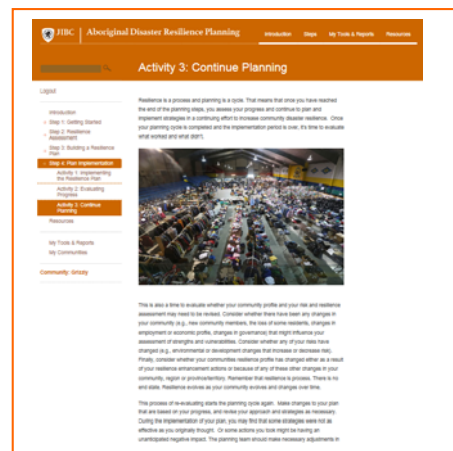 JIBC Aboriginal Disaster Resilience Planning
Introduction Steps My Tools & Reports Resources
Activity 3: Continue Planning
Logout
Introduction
Step 1: Getting Started
Step 2: Resilience
Assessment
Step 3: Building a Resilience
Plan
Step 4: Plan Implementation
Activity 1: Implementing
the Resilience Plan
Activity 2: Evaluating
Progress
Activity 3: Continue
Planning
Resources
My Tools & Reports
My Communities
Community: Grizzly
Resilience is a process and planning is a cycle. That means that once you have reached
the end of the planning steps, you assess your progress and continue to plan and
implement strategies in a continuing effort to increase community disaster resilience. Once
your planning cycle is completed and the implementation period is over, it's time to evaluate
what worked and what didn't.
This is also a time to evaluate whether your community profile and your risk and resilience
assessment may need to be revised. Consider whether there have been any changes in
your community (e.g., new community members, the loss of some residents, changes in
employment or economic profile, changes in governance) that might influence your
assessment of strengths and vulnerabilities. Consider whether any of your risks have
changed (e.g., environmental or development changes that increase or decrease risk).
Finally, consider whether your communities resilience profile has changed either as a result
of your resilience enhancement actions or because of any of these other changes in your
community, region or province/territory. Remember that resilience is process. There is no
end state. Resilience evolves as your community evolves and changes over time.
This process of re-evaluating starts the planning cycle again. Make changes to your plan
that are based on your progress, and revise your approach and strategies as necessary.
During the implementation of your plan, you may find that some strategies were not as
effective as you originally thought. Or some actions you took might be having an
unanticipated negative impact. The planning team should make necessary adjustments in